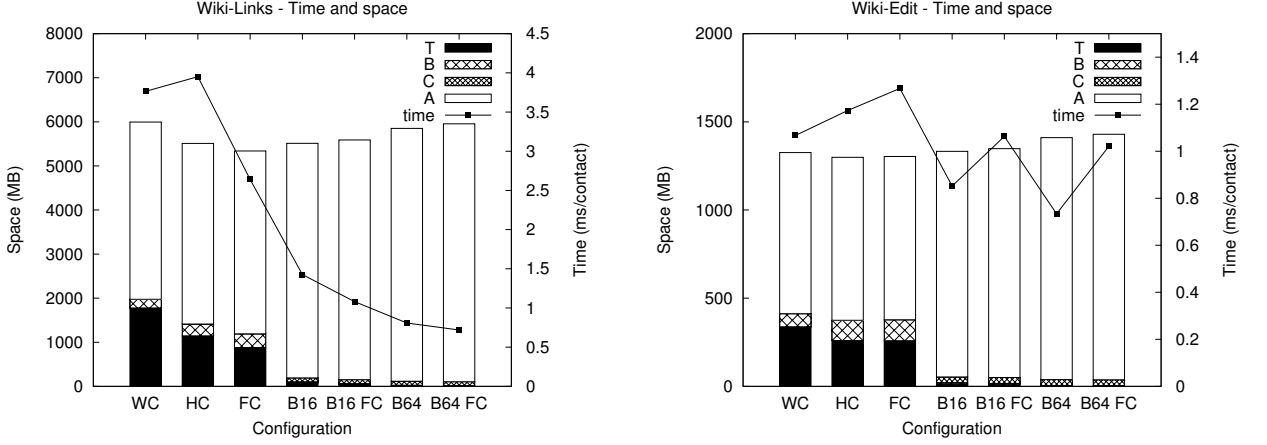 Wiki-Links - Time and space
8000
7000
6000
5000
4000
3000
2000
1000
0
Space (MB)
T
B
C
A
time
4.5
4
3.5
3
2.5
2
1.5
1
0.5
0
Time (ms/contact)
WC HC FC B16 B16 FC B64 B64 FC
Configuration
Wiki-Edit - Time and space
2000
1500
1000
500
0
Space (MB)
T
B
C
A
time
1.4
1.2
1
0.8
0.6
0.4
0.2
0
Time (ms/contact)
WC HC FC B16 B16 FC B64 B64 FC
Configuration